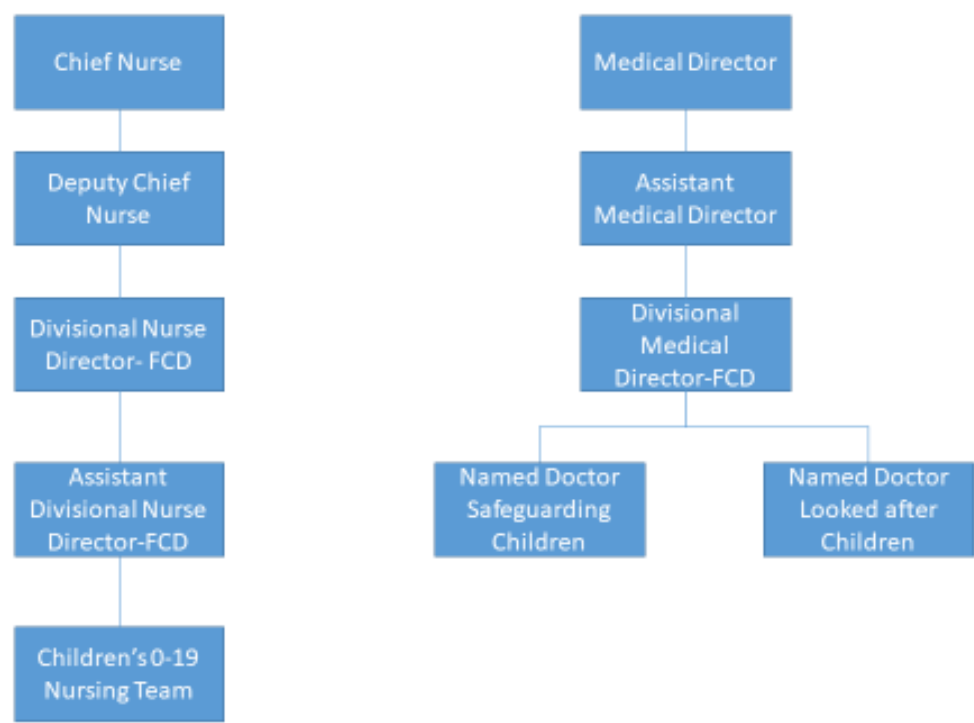 Chief Nurse
Deputy Chief
Nurse
Divisional Nurse
Director- FCD
Assistant
Divisional Nurse
Director-FCD
Children's 0-19
Nursing Team
Medical Director
Assistant
Medical Director
Divisional
Medical
Director-FCD
Named Doctor
Safeguarding
Children
Named Doctor
Looked after
Children